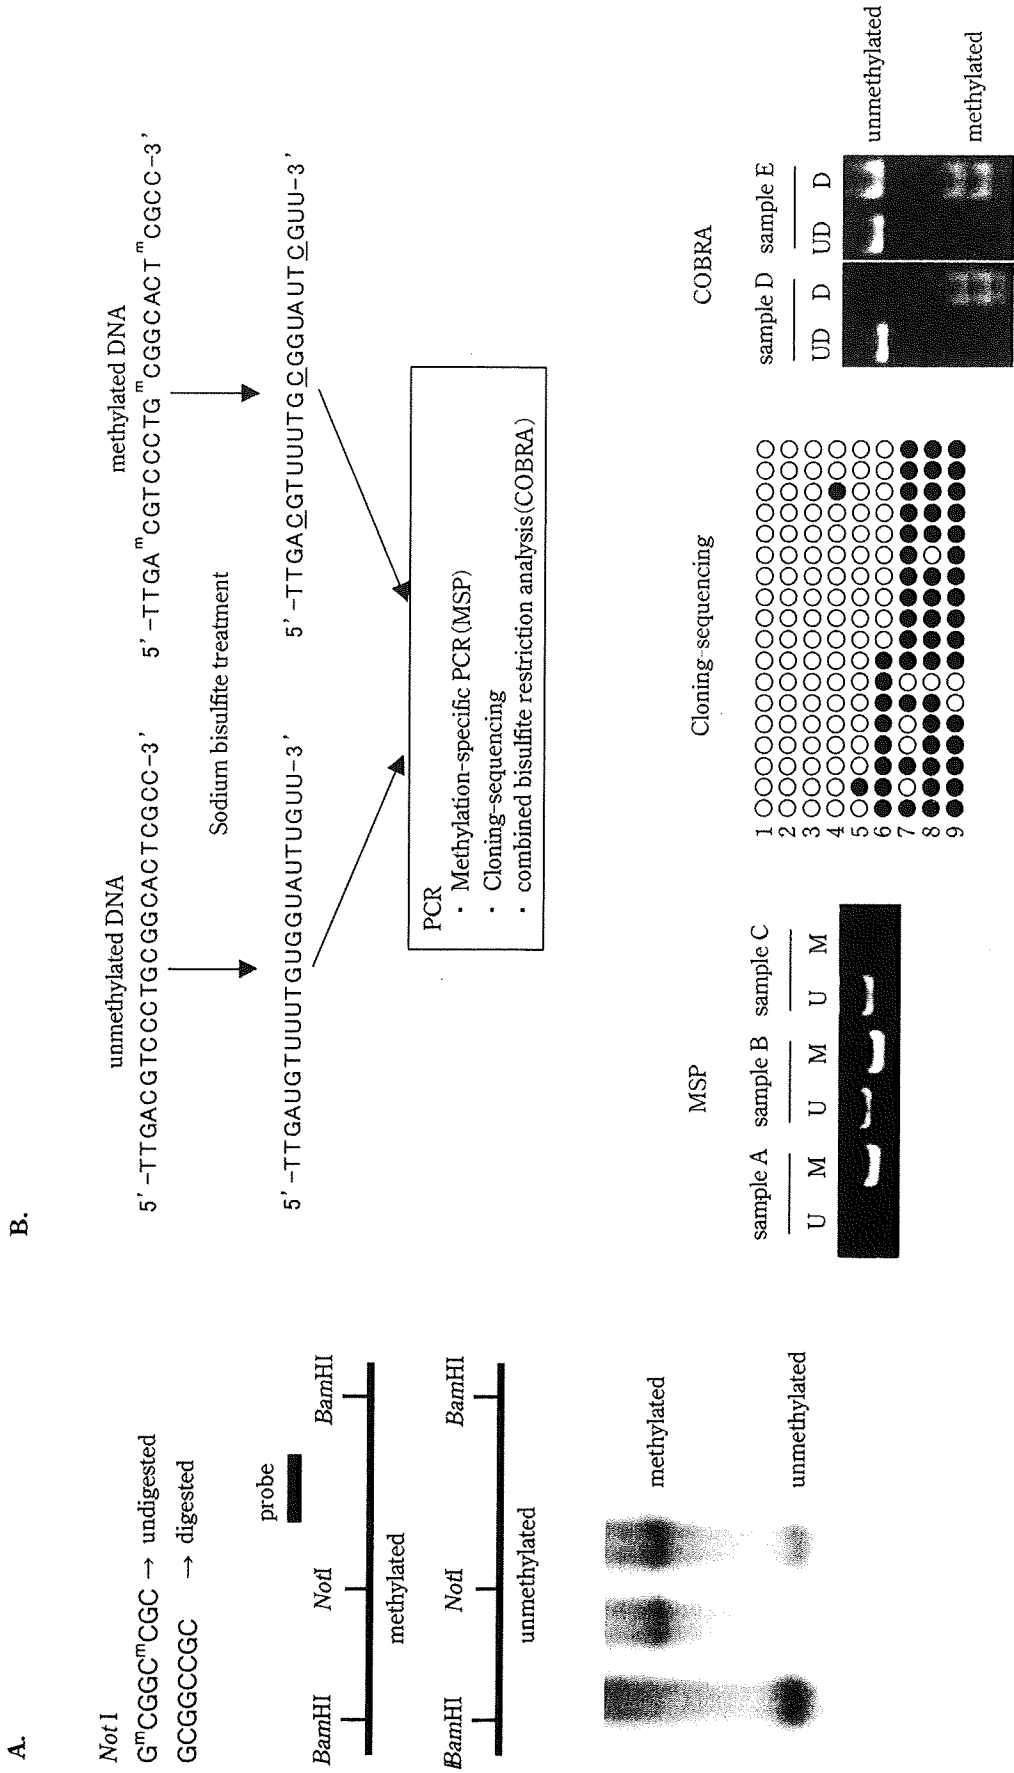 A.
Not I
GᵐCGGCᵐCGC → undigested
GCGGCCGC → digested
probe
BamHI NotI BamHI
methylated
BamHI NotI BamHI
unmethylated
methylated
unmethylated
B.
unmethylated DNA methylated DNA
5′-TTGACGTCCCTGCGGCACTCGCC-3′ 5′-TTGAᵐCGTCCCTGᵐCGGCACTᵐCGCC-3′
Sodium bisulfite treatment
5′-TTGAUGTUUUTGUGGUAUTUGUU-3′ 5′-TTGACGTUUUTGCGGUAUTCGUU-3′
PCR
· Methylation-specific PCR(MSP)
· Cloning-sequencing
· combined bisulfite restriction analysis(COBRA)
MSP
sample A sample B sample C
U M U M U M
Cloning-sequencing
1
2
3
4
5
6
7
8
9
COBRA
sample D sample E
UD D UD D
unmethylated
methylated